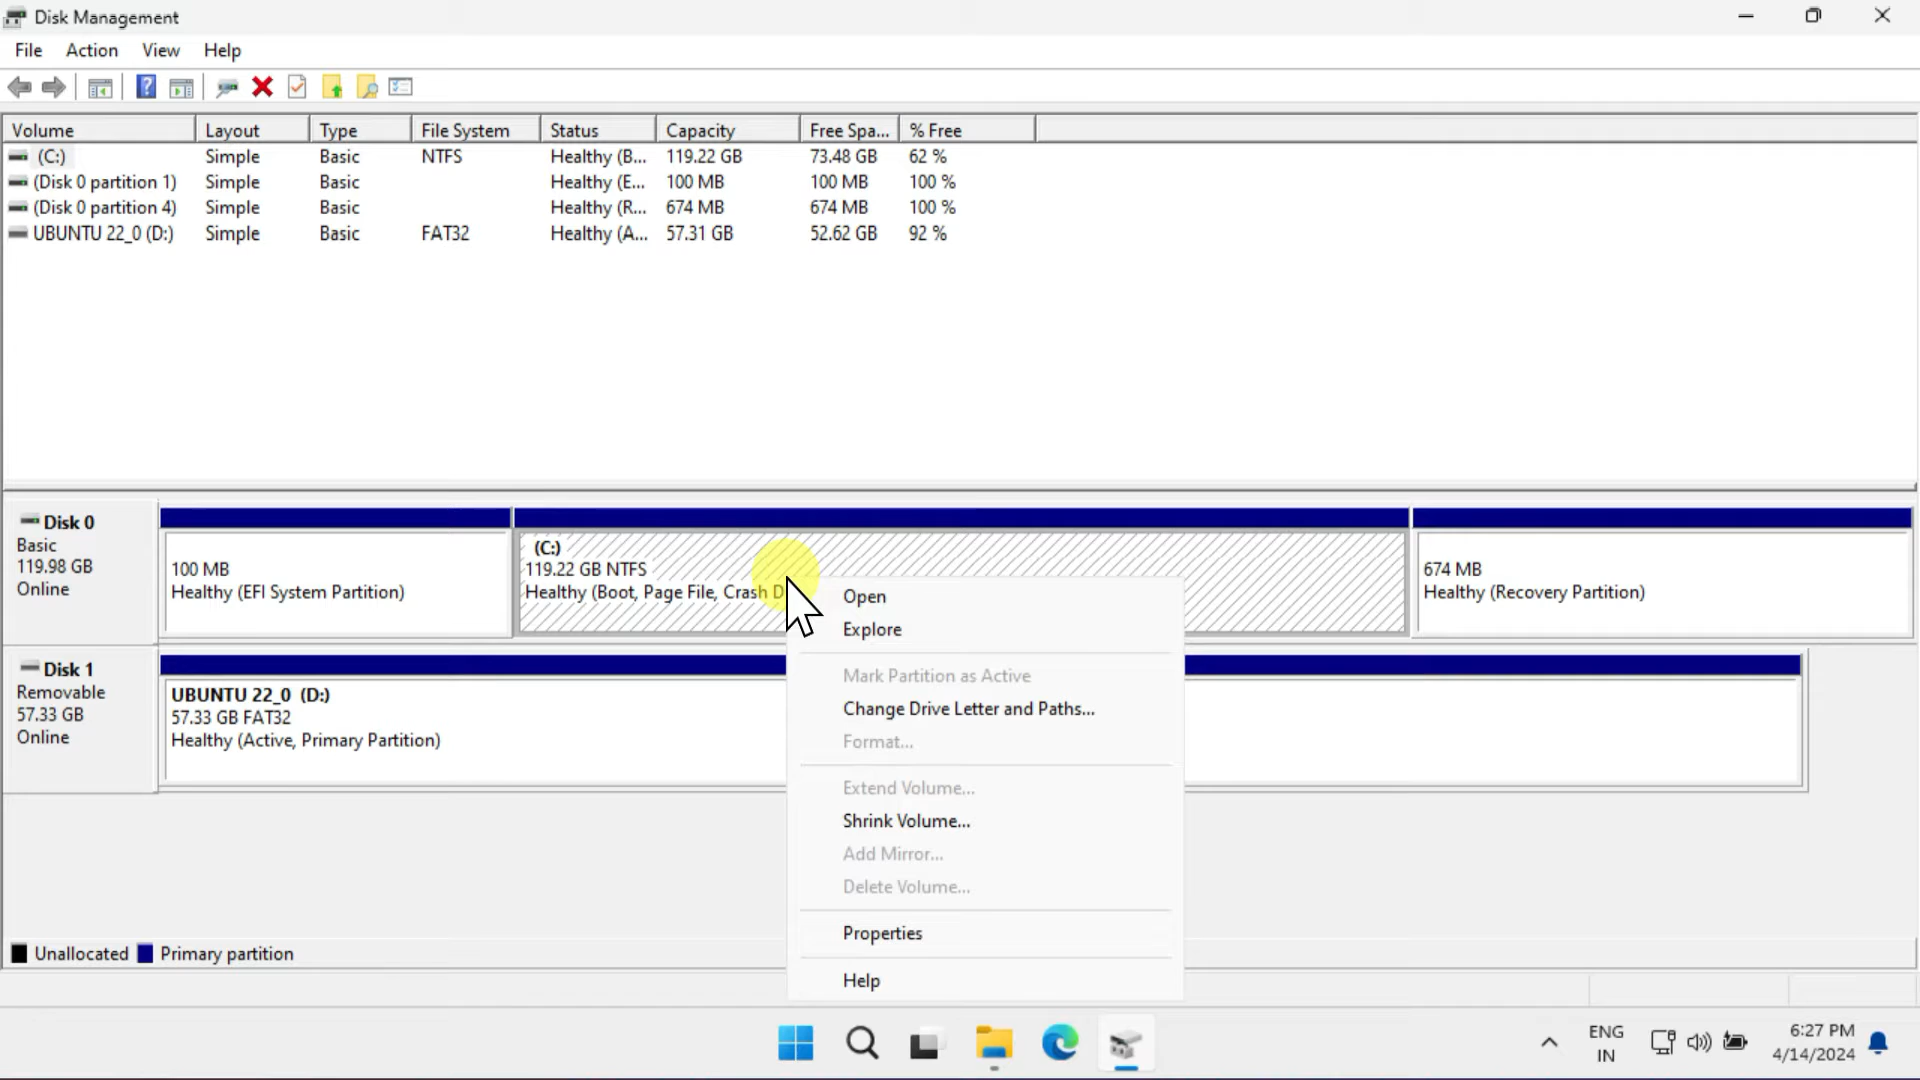 Disk Management
File Action View Help
Volume Layout Type File System Status Capacity Free Spa... % Free
(C:) Simple Basic NTFS Healthy (B... 119.22 GB 73.48 GB 62 %
(Disk 0 partition 1) Simple Basic Healthy (E... 100 MB 100 MB 100 %
(Disk 0 partition 4) Simple Basic Healthy (R... 674 MB 674 MB 100 %
UBUNTU 22_0 (D:) Simple Basic FAT32 Healthy (A... 57.31 GB 52.62 GB 92 %
Disk 0
Basic
119.98 GB
Online
100 MB
Healthy (EFI System Partition)
(C:)
119.22 GB NTFS
Healthy (Boot, Page File, Crash D
674 MB
Healthy (Recovery Partition)
Disk 1
Removable
57.33 GB
Online
UBUNTU 22_0 (D:)
57.33 GB FAT32
Healthy (Active, Primary Partition)
Open
Explore
Mark Partition as Active
Change Drive Letter and Paths...
Format...
Extend Volume...
Shrink Volume...
Add Mirror...
Delete Volume...
Properties
Help
Unallocated Primary partition
ENG
IN
6:27 PM
4/14/2024